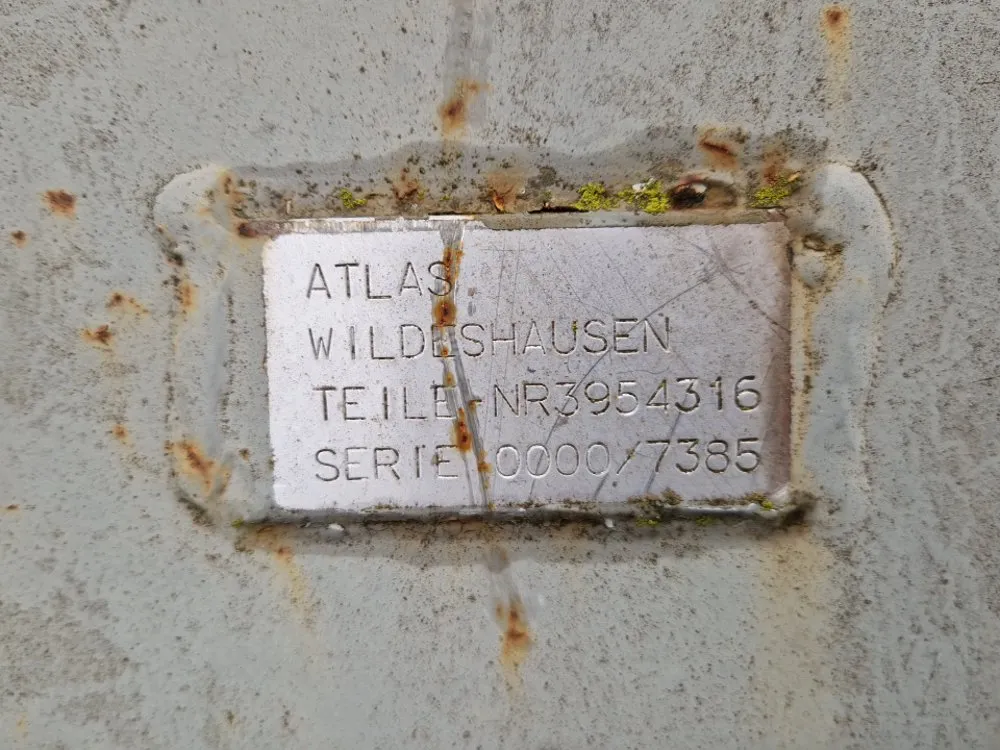 ATLAS
WILDESHAUSEN
TEILE-NR3954316
SERIE 0000/7385